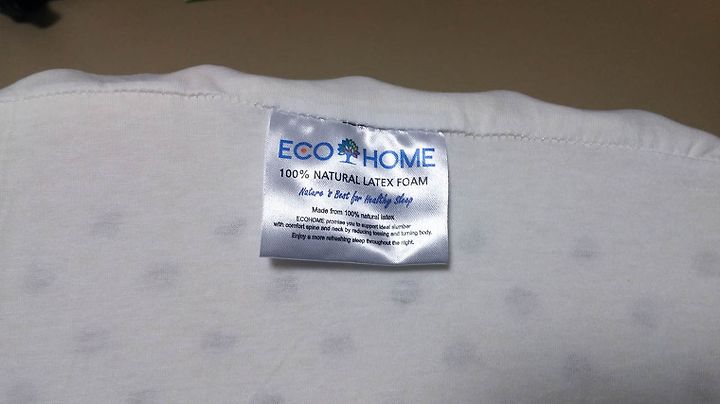 ECO HOME
100% NATURAL LATEX FOAM
Nature's Best for Healthy Sleep
Made from 100% natural latex.
ECOHOME promise you to support ideal slumber
with comfort spine and neck by reducing tossing and turning body.
Enjoy a more refreshing sleep throughout the night.